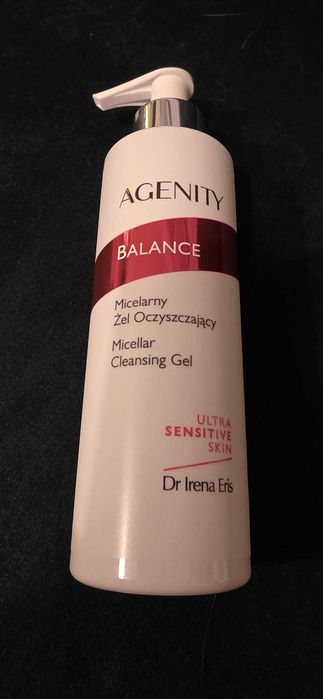 AGENITY
BALANCE
Micelarny
Żel Oczyszczający
Micellar
Cleansing Gel
ULTRA
SENSITIVE
SKIN
Dr Irena Eris